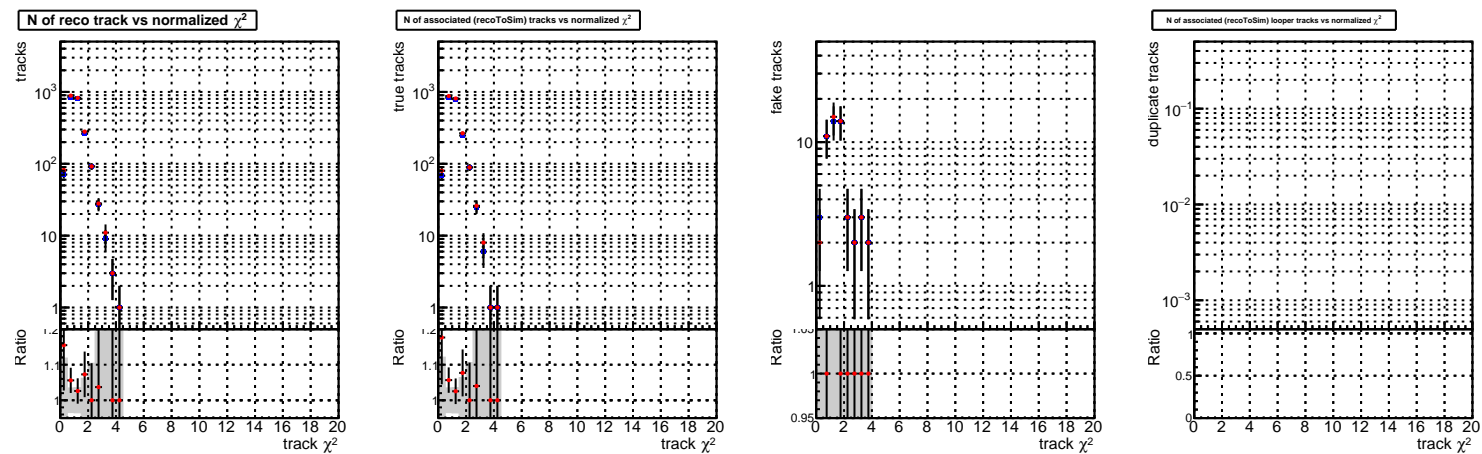 N of reco track vs normalized χ²
tracks
10³
10²
10
1
Ratio
1.2
1.1
1
0 2 4 6 8 10 12 14 16 18 20
track χ²
N of associated (recoToSim) tracks vs normalized χ²
true tracks
10³
10²
10
1
Ratio
1.2
1.1
1
0 2 4 6 8 10 12 14 16 18 20
track χ²
fake tracks
10
1
Ratio
1.05
1
0.95
0 2 4 6 8 10 12 14 16 18 20
track χ²
N of associated (recoToSim) looper tracks vs normalized χ²
duplicate tracks
10⁻¹
10⁻²
10⁻³
Ratio
1
0.5
0
0 2 4 6 8 10 12 14 16 18 20
track χ²